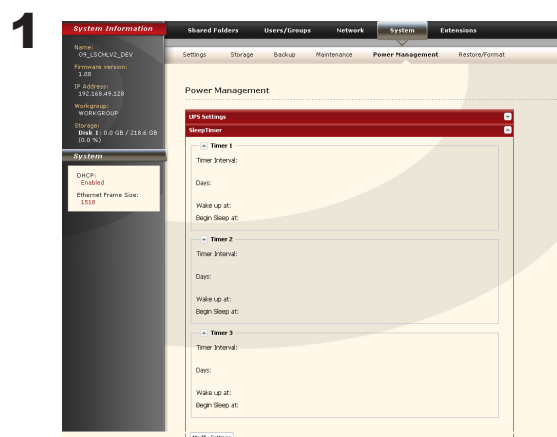 1
System Information
Shared Folders Users/Groups Network System Extensions
Name:
09_LSCHLV2_DEV
Firmware version:
1.08
IP Address:
192.168.49.128
Workgroup:
WORKGROUP
Storage:
Disk 1: 0.0 GB / 218.6 GB
(0.0 %)
System
DHCP:
Enabled
Ethernet Frame Size:
1518
Settings Storage Backup Maintenance Power Management Restore/Format
Power Management
UPS Settings
SleepTimer
Timer 1
Timer Interval:
Days:
Wake up at:
Begin Sleep at:
Timer 2
Timer Interval:
Days:
Wake up at:
Begin Sleep at:
Timer 3
Timer Interval:
Days:
Wake up at:
Begin Sleep at: